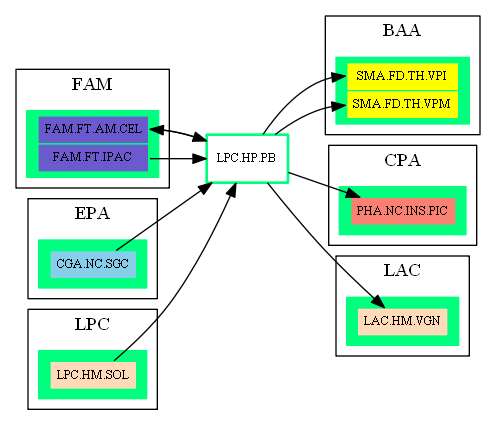 FAM
FAM.FT.AM.CEL
FAM.FT.IPAC
EPA
CGA.NC.SGC
LPC
LPC.HM.SOL
LPC.HP.PB
BAA
SMA.FD.TH.VPI
SMA.FD.TH.VPM
CPA
PHA.NC.INS.PIC
LAC
LAC.HM.VGN